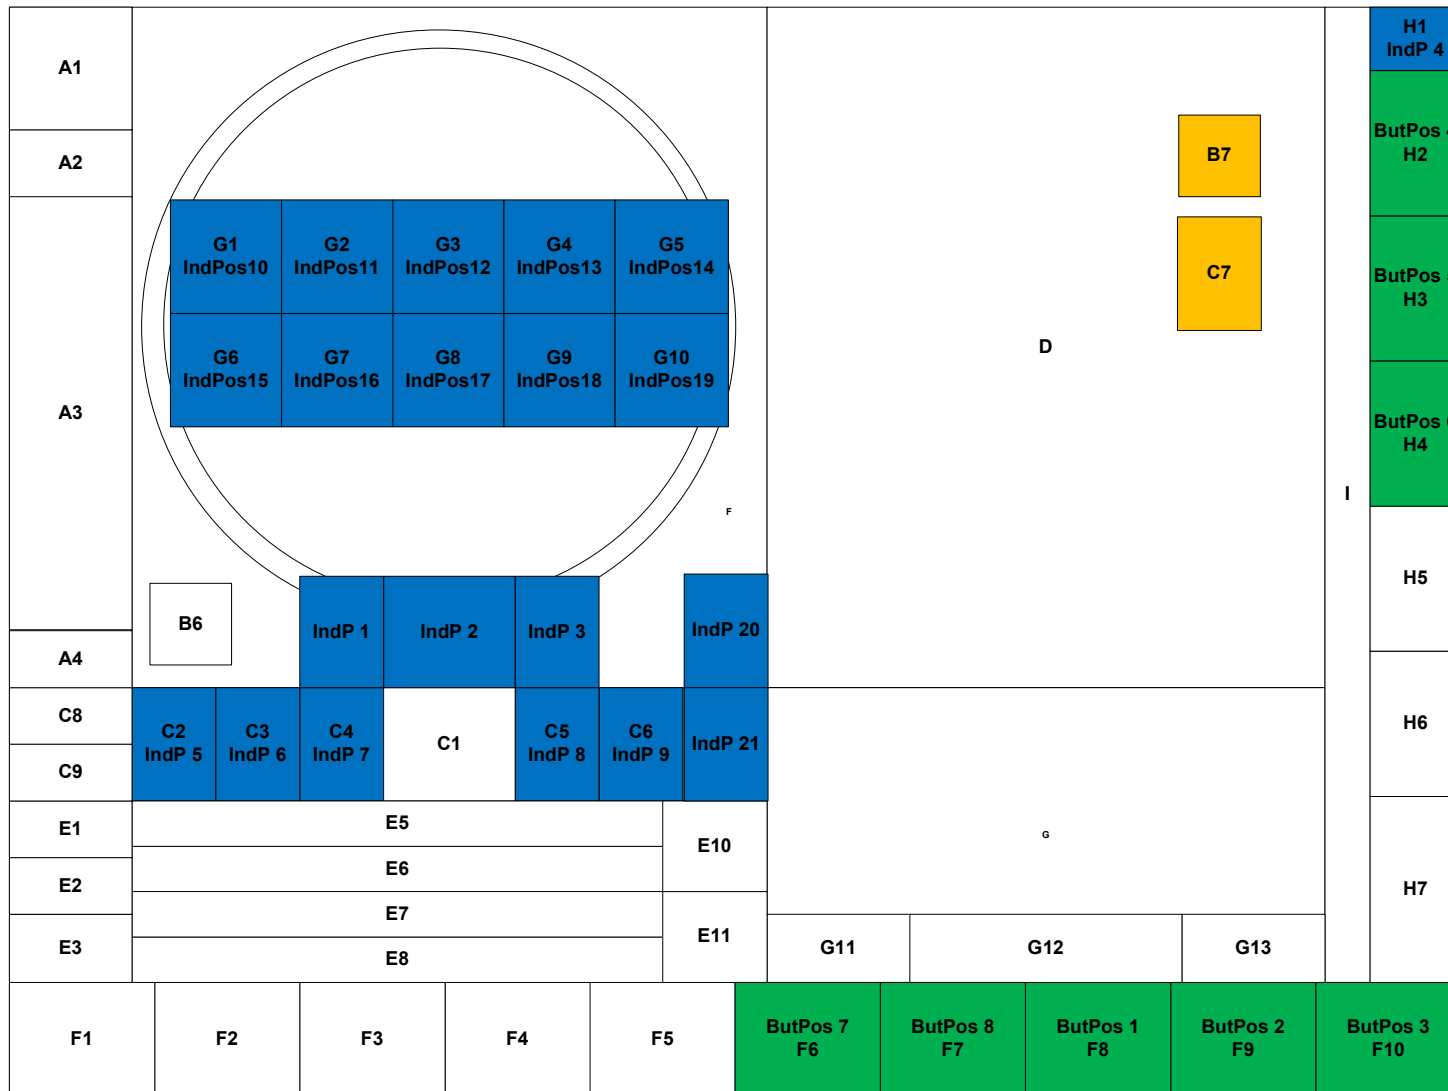 A1
A2
A3
A4
C8
C9
E1
E2
E3
G1
IndPos10
G2
IndPos11
G3
IndPos12
G4
IndPos13
G5
IndPos14
G6
IndPos15
G7
IndPos16
G8
IndPos17
G9
IndPos18
G10
IndPos19
F
B6
IndP 1
IndP 2
IndP 3
IndP 20
C2
IndP 5
C3
IndP 6
C4
IndP 7
C1
C5
IndP 8
C6
IndP 9
IndP 21
E5
E6
E7
E8
E10
E11
B7
C7
D
G
G11
G12
G13
I
H1
IndP 4
ButPos
H2
ButPos
H3
ButPos
H4
H5
H6
H7
F1
F2
F3
F4
F5
ButPos 7
F6
ButPos 8
F7
ButPos 1
F8
ButPos 2
F9
ButPos 3
F10